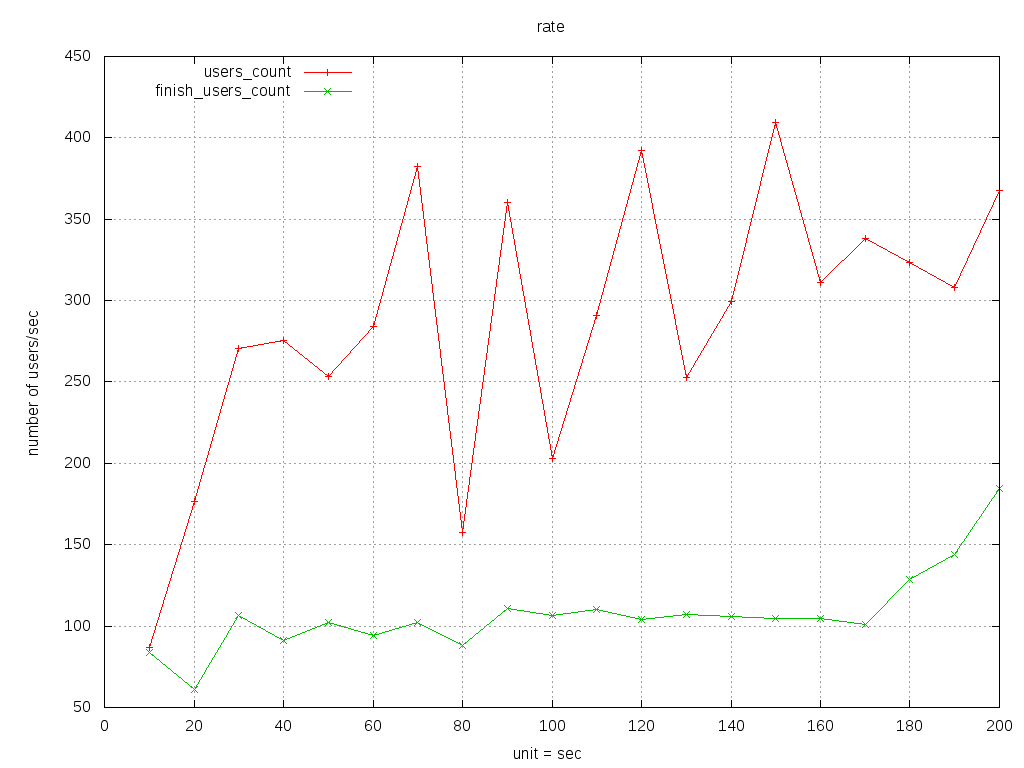 rate
users_count
finish_users_count
450
400
350
300
250
200
150
100
50
number of users/sec
0 20 40 60 80 100 120 140 160 180 200
unit = sec